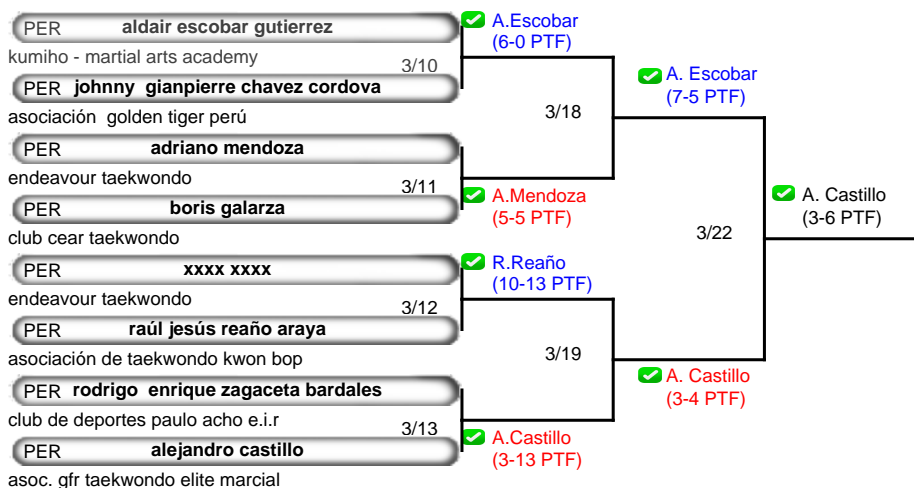 PER aldair escobar gutierrez
kumiho - martial arts academy
3/10
PER johnny gianpierre chavez cordova
asociación golden tiger perú
PER adriano mendoza
endeavour taekwondo
3/11
PER boris galarza
club cear taekwondo
PER xxxx xxxx
endeavour taekwondo
3/12
PER raúl jesús reaño araya
asociación de taekwondo kwon bop
PER rodrigo enrique zagaceta bardales
club de deportes paulo acho e.i.r
3/13
PER alejandro castillo
asoc. gfr taekwondo elite marcial
A.Escobar
(6-0 PTF)
3/18
A.Mendoza
(5-5 PTF)
R.Reaño
(10-13 PTF)
3/19
A.Castillo
(3-13 PTF)
A. Escobar
(7-5 PTF)
3/22
A. Castillo
(3-4 PTF)
A. Castillo
(3-6 PTF)